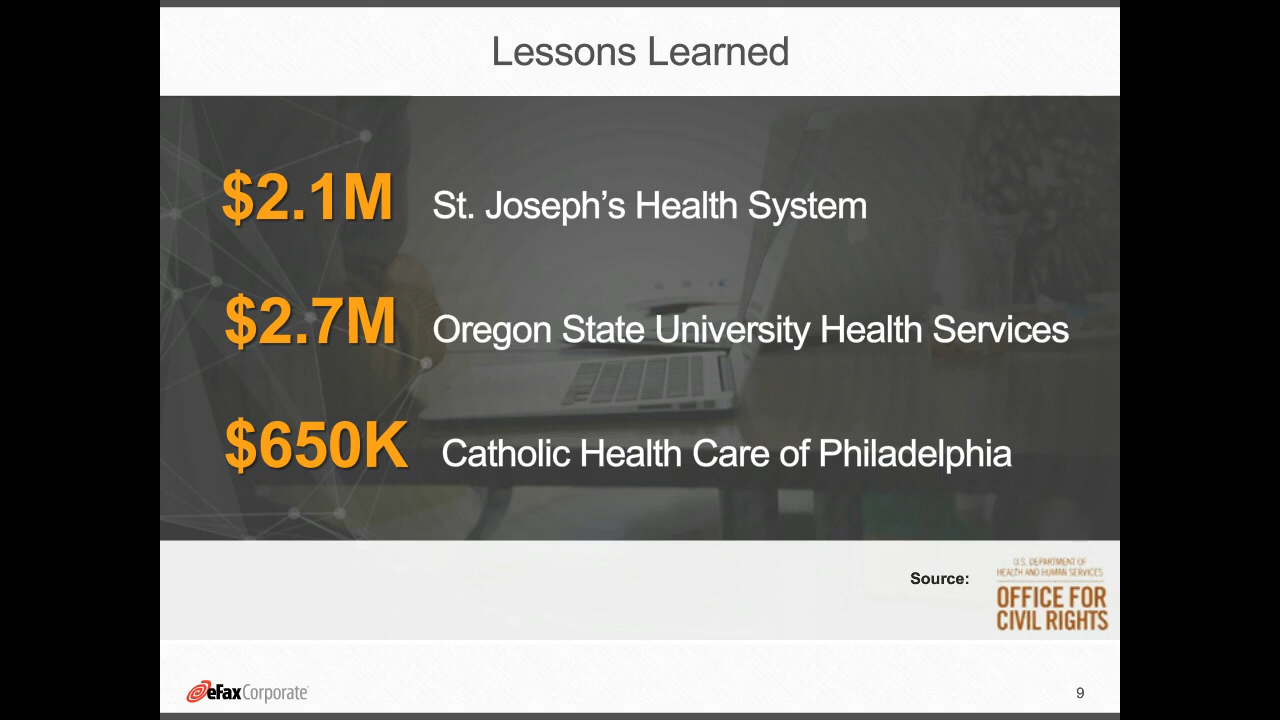 Lessons Learned
$2.1M St. Joseph’s Health System
$2.7M Oregon State University Health Services
$650K Catholic Health Care of Philadelphia
Source:
U.S. DEPARTMENT OF
HEALTH AND HUMAN SERVICES
OFFICE FOR
CIVIL RIGHTS
eFax Corporate
9